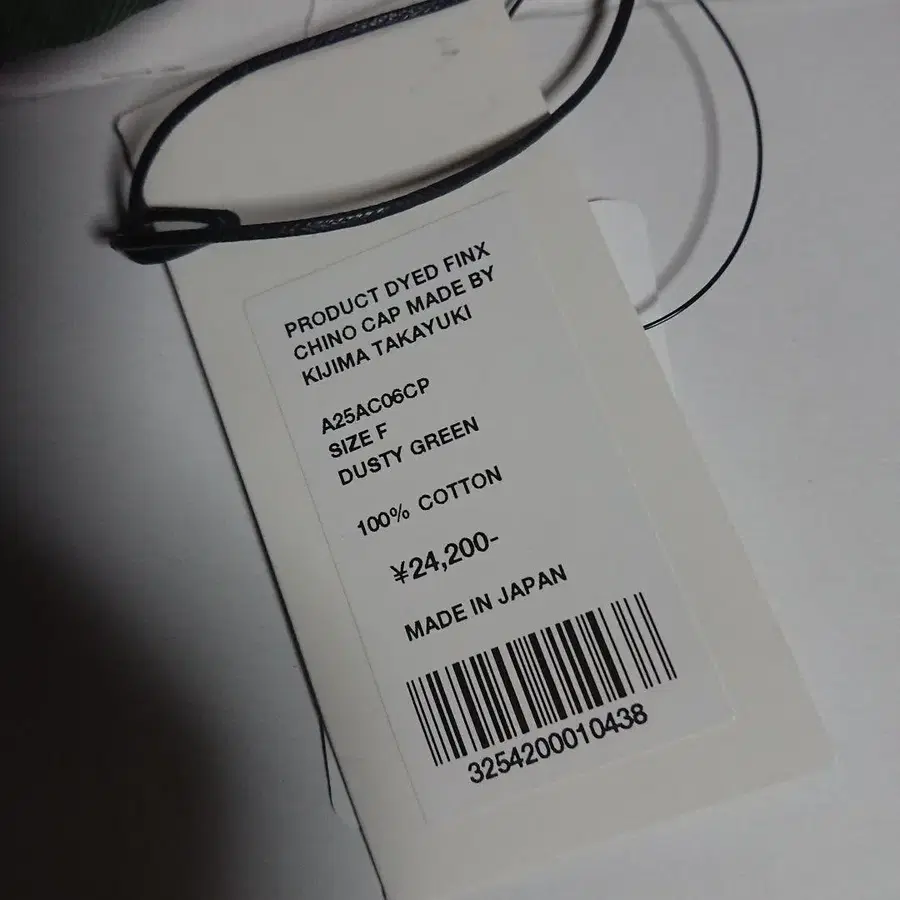 PRODUCT DYED FINX
CHINO CAP MADE BY
KIJIMA TAKAYUKI
A25AC06CP
SIZE F
DUSTY GREEN
100% COTTON
¥24,200-
MADE IN JAPAN
3254200010438